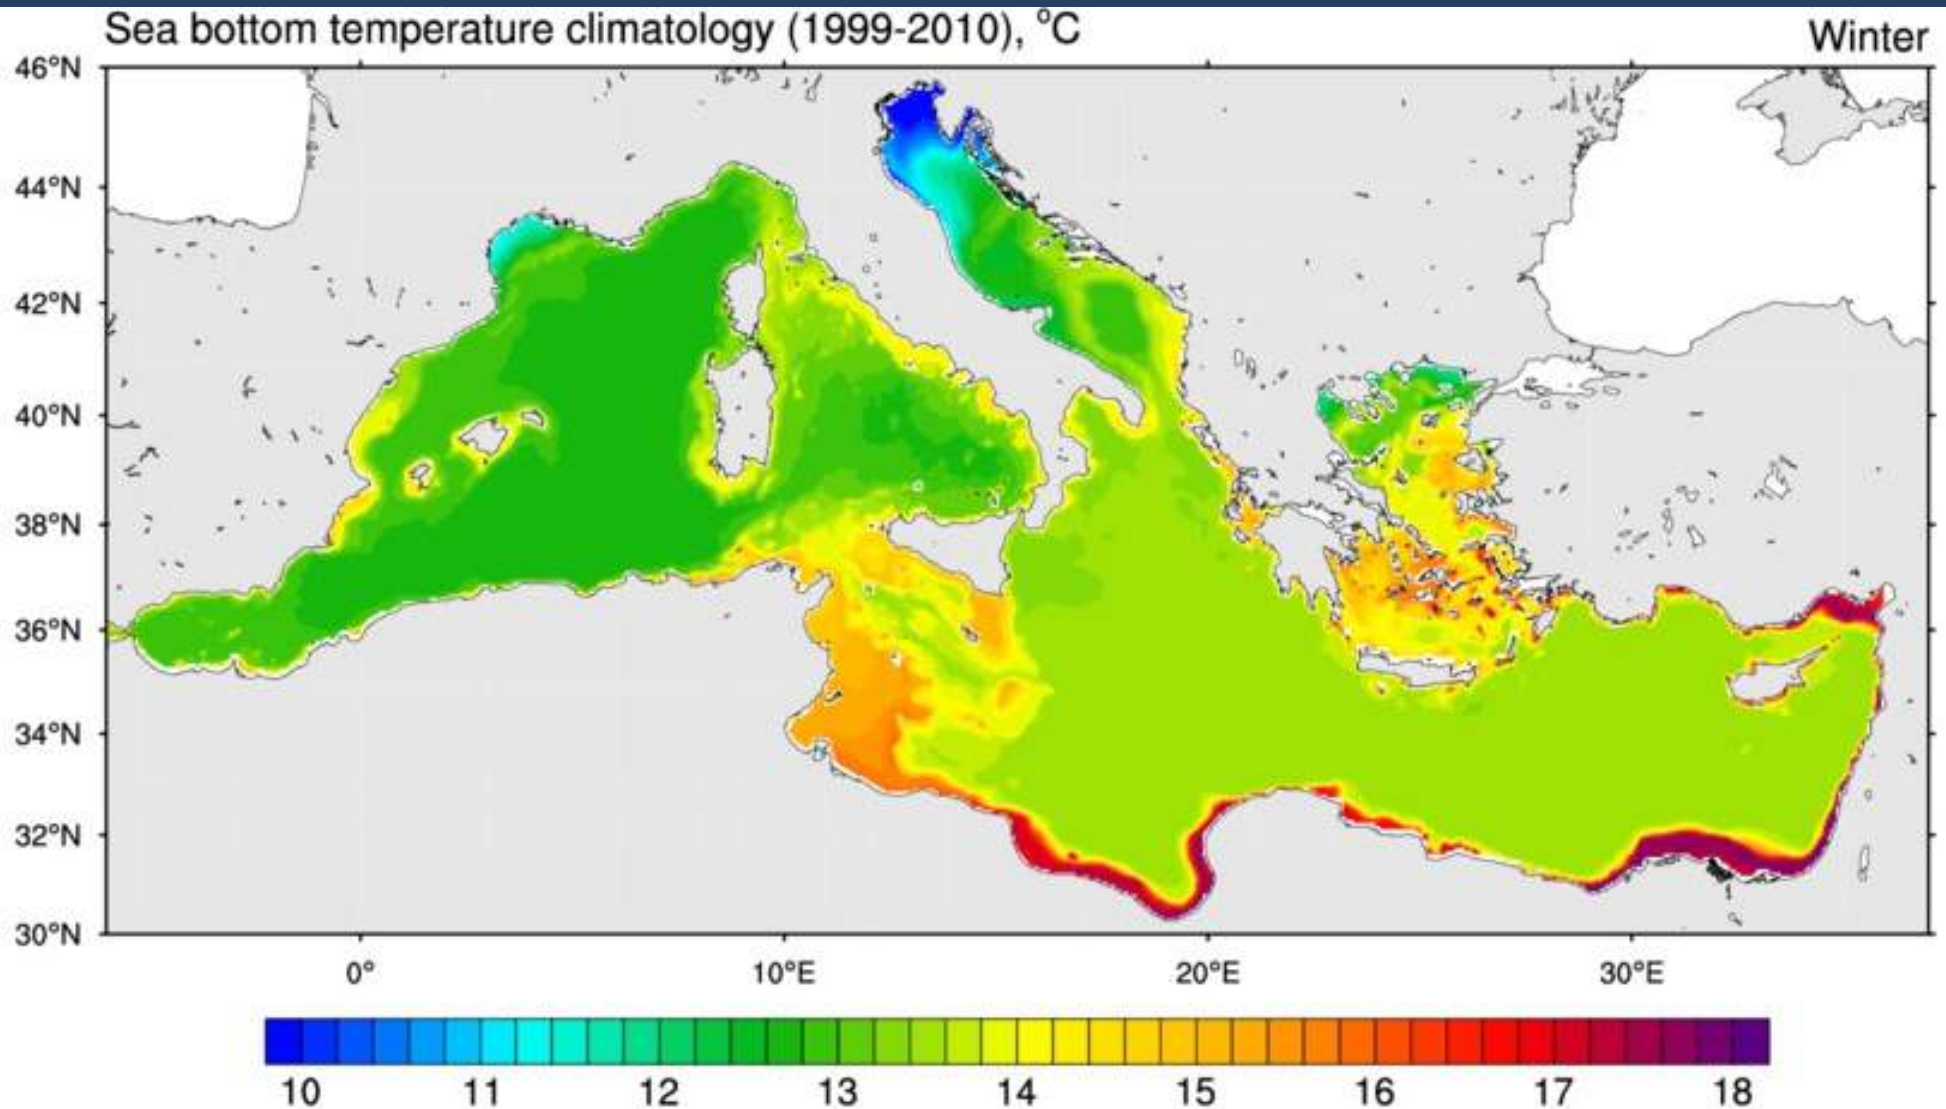 Sea bottom temperature climatology (1999-2010), °C
Winter
46°N
44°N
42°N
40°N
38°N
36°N
34°N
32°N
30°N
0° 10°E 20°E 30°E
10 11 12 13 14 15 16 17 18